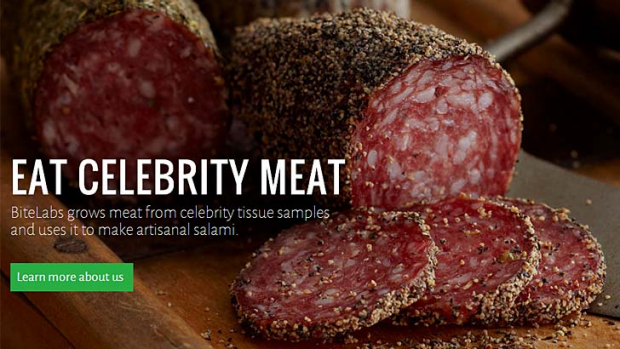 EAT CELEBRITY MEAT
BiteLabs grows meat from celebrity tissue samples
and uses it to make artisanal salami.
Learn more about us